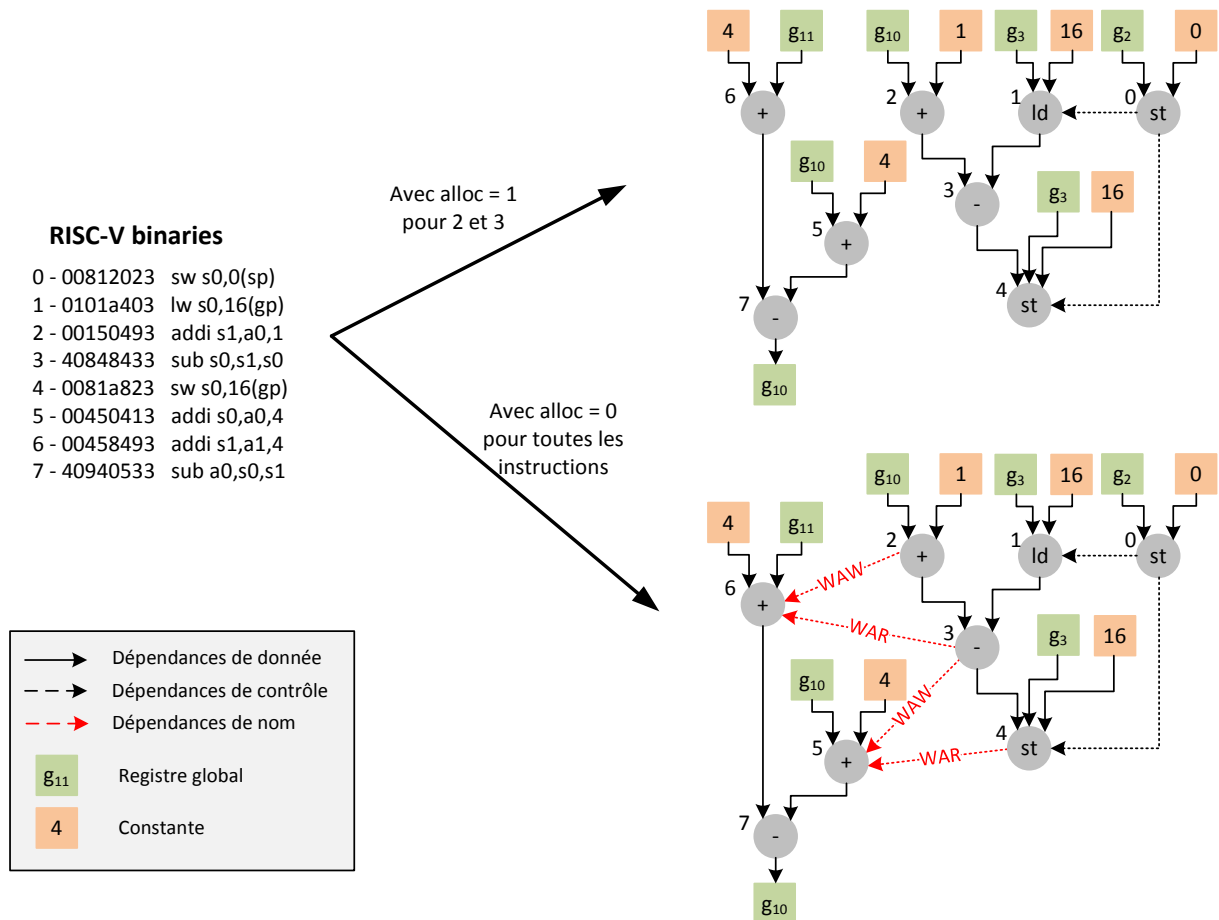 4 g11 g10 1 g3 16 g2 0
6 + 2 + 1 ld 0 st
g10 4 g3 16
3 -
5 +
4 st
7 -
g10
Avec alloc = 1
pour 2 et 3
RISC-V binaries
0 - 00812023 sw s0,0(sp)
1 - 0101a403 lw s0,16(gp)
2 - 00150493 addi s1,a0,1
3 - 40848433 sub s0,s1,s0
4 - 0081a823 sw s0,16(gp)
5 - 00450413 addi s0,a0,4
6 - 00458493 addi s1,a1,4
7 - 40940533 sub a0,s0,s1
Avec alloc = 0
pour toutes les
instructions
g10 1 g3 16 g2 0
4 g11
2 + 1 ld 0 st
WAW
6 +
WAR
3 -
g3 16
g10 4
WAW
5 +
WAR
4 st
7 -
g10
Dépendances de donnée
Dépendances de contrôle
Dépendances de nom
g11 Registre global
4 Constante